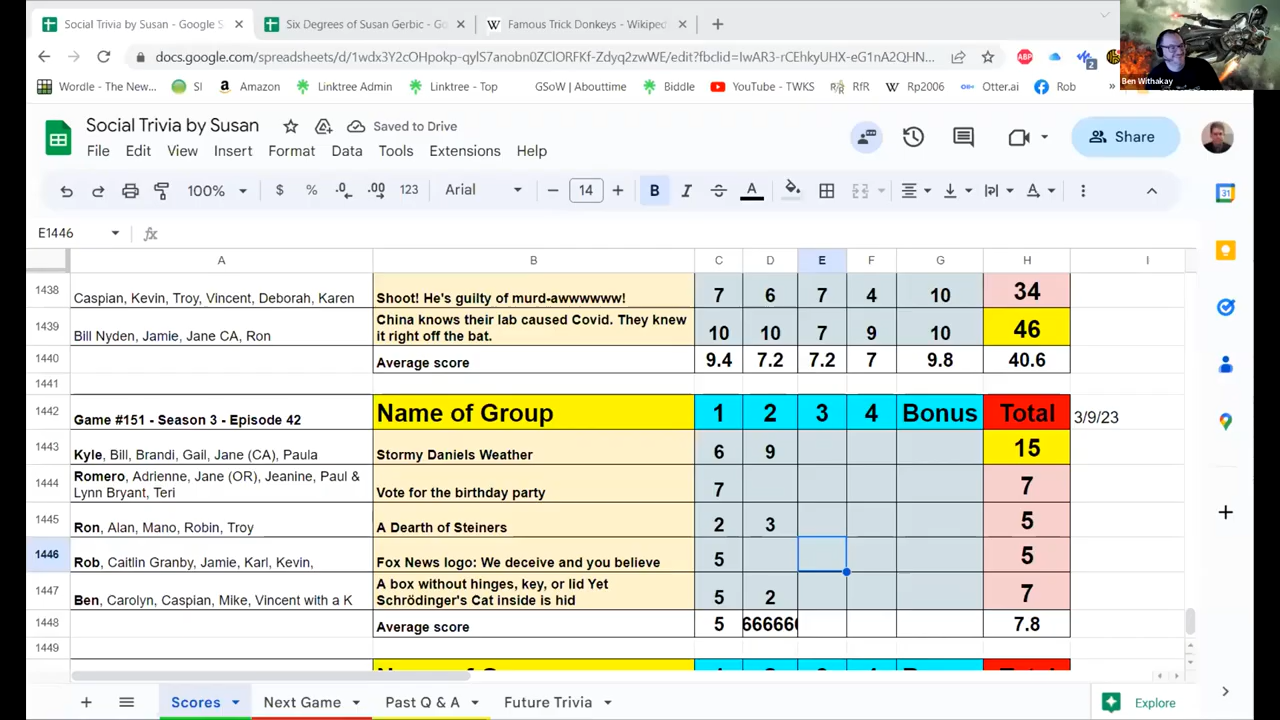 Social Trivia by Susan - Google S
Six Degrees of Susan Gerbic - Go
Famous Trick Donkeys - Wikiped
docs.google.com/spreadsheets/d/1wdx3Y2cOHpokp
Wordle - The New...
SI
Amazon
Linktree Admin
Linktree - Top
GSoW | Abouttime
Biddle
YouTube - TWKS
RfR
Rp2006
Otter.ai
Rob
Ben Withakay
Social Trivia by Susan
Saved to Drive
File Edit View Insert Format Data Tools Extensions Help
Share
100% $ % .0 .00 123 Arial 14 B I S A
E1446 fx
A B C D E F G H I
1438 Caspian, Kevin, Troy, Vincent, Deborah, Karen Shoot! He's guilty of murd-awwwwww! 7 6 7 4 10 34
1439 Bill Nyden, Jamie, Jane CA, Ron China knows their lab caused Covid. They knew
it right off the bat. 10 10 7 9 10 46
1440 Average score 9.4 7.2 7.2 7 9.8 40.6
1441
1442 Game #151 - Season 3 - Episode 42 Name of Group 1 2 3 4 Bonus Total 3/9/23
1443 Kyle, Bill, Brandi, Gail, Jane (CA), Paula Stormy Daniels Weather 6 9 15
1444 Romero, Adrienne, Jane (OR), Jeanine, Paul &
Lynn Bryant, Teri Vote for the birthday party 7 7
1445 Ron, Alan, Mano, Robin, Troy A Dearth of Steiners 2 3 5
1446 Rob, Caitlin Granby, Jamie, Karl, Kevin, Fox News logo: We deceive and you believe 5 5
1447 Ben, Carolyn, Caspian, Mike, Vincent with a K A box without hinges, key, or lid Yet
Schrödinger's Cat inside is hid 5 2 7
1448 Average score 5 7.8
1449
Scores
Next Game
Past Q & A
Future Trivia
Explore